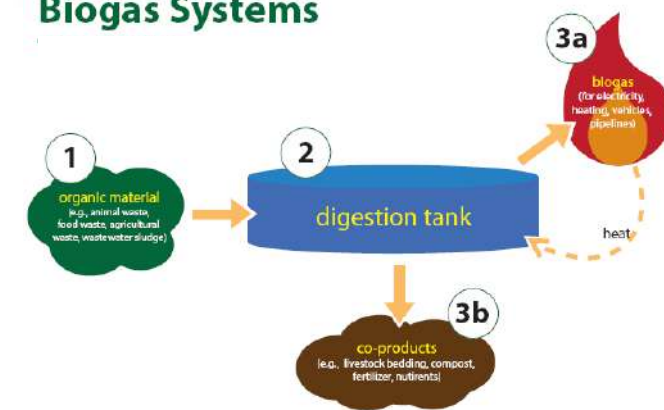 Biogas Systems
3a
biogas
(for electricity,
heating, vehicles,
pipelines)
1
organic material
(e.g., animal waste,
food waste, agricultural
waste, wastewater sludge)
2
digestion tank
heat
3b
co-products
(e.g., livestock bedding, compost,
fertilizer, nutirents)